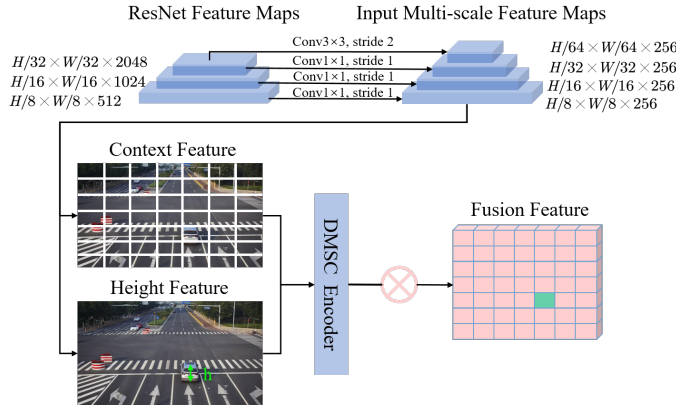 ResNet Feature Maps
Input Multi-scale Feature Maps
Conv3×3, stride 2
Conv1×1, stride 1
Conv1×1, stride 1
Conv1×1, stride 1
H/32×W/32×2048
H/16×W/16×1024
H/8×W/8×512
H/64×W/64×256
H/32×W/32×256
H/16×W/16×256
H/8×W/8×256
Context Feature
Height Feature
h
DMSC Encoder
Fusion Feature